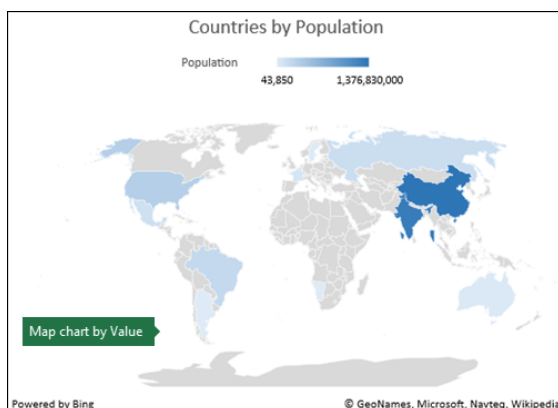 Countries by Population
Population
43,850 1,376,830,000
Map chart by Value
Powered by Bing
© GeoNames, Microsoft, Navteq, Wikipedia